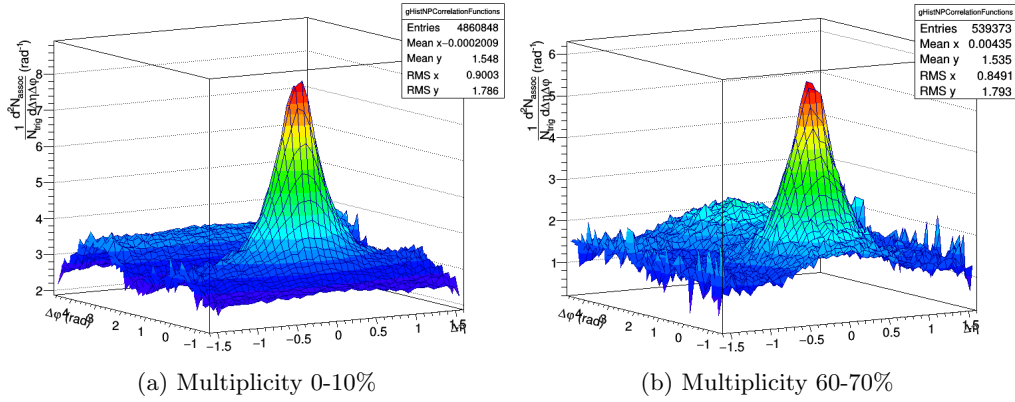 gHistNPCorrelationFunctions
Entries 4860848
Mean x−0.0002009
Mean y 1.548
RMS x 0.9003
RMS y 1.786
1 d²N_assoc (rad⁻¹)
N_trig dΔηΔφ
8
7
6
5
4
3
2
Δφ (rad) 4 3 2 1 0 −1
−1.5 −1 −0.5 0 0.5 1 1.5
Δη
(a) Multiplicity 0-10%
gHistNPCorrelationFunctions
Entries 539373
Mean x 0.00435
Mean y 1.535
RMS x 0.8491
RMS y 1.793
1 d²N_assoc (rad⁻¹)
N_trig dΔηΔφ
6
5
4
3
2
1
Δφ (rad) 4 3 2 1 0 −1
−1.5 −1 −0.5 0 0.5 1 1.5
Δη
(b) Multiplicity 60-70%